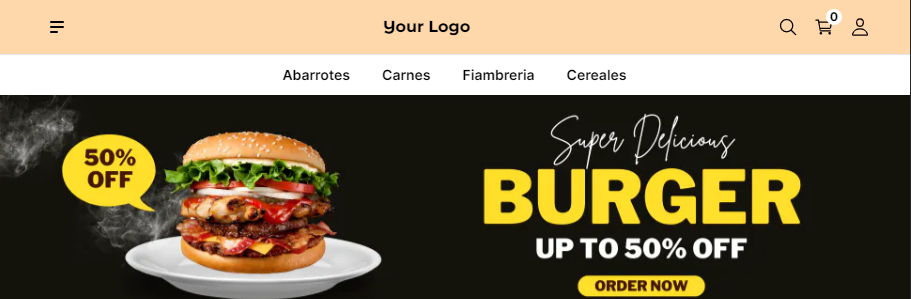 Your Logo
0
Abarrotes Carnes Fiambreria Cereales
50%
OFF
Super Delicious
BURGER
UP TO 50% OFF
ORDER NOW